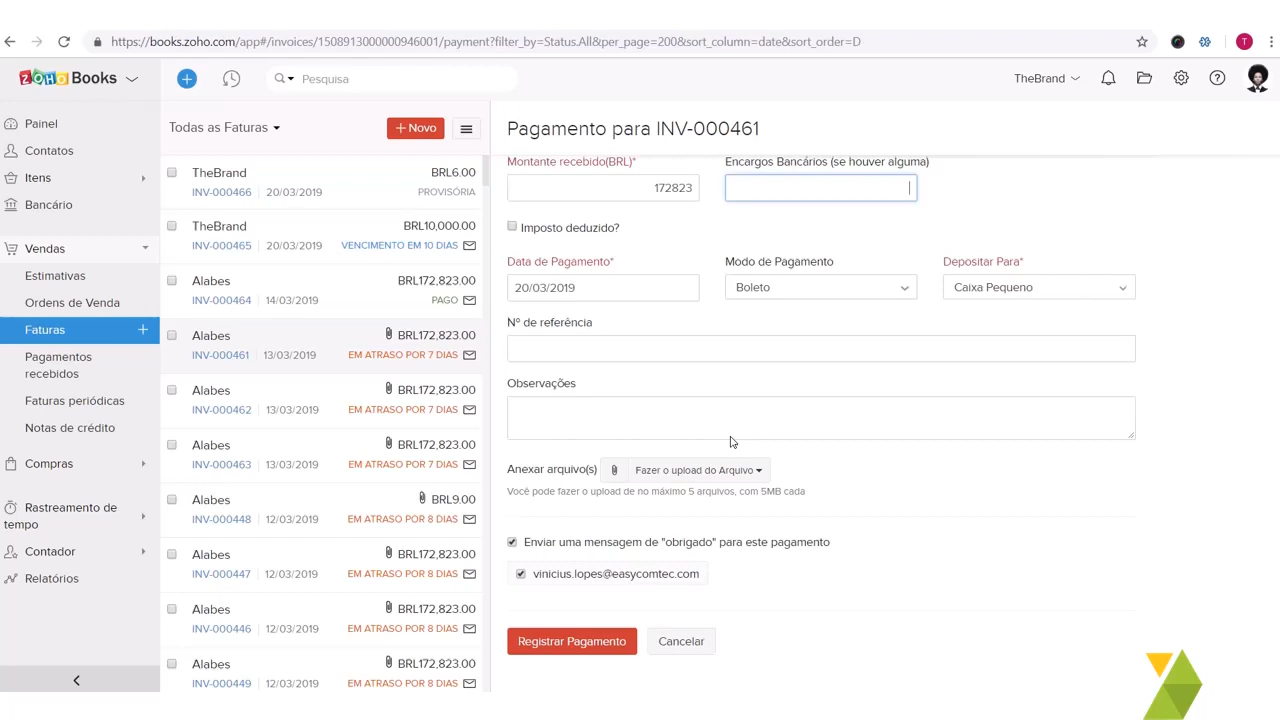 https://books.zoho.com/app#/invoices/1508913000000946001/payment?filter_by=Status.All&per_page=200&sort_column=date&sort_order=D
T
ZOHO Books
Pesquisa
TheBrand
Painel
Contatos
Itens
Bancário
Vendas
Estimativas
Ordens de Venda
Faturas
Pagamentos
recebidos
Faturas periódicas
Notas de crédito
Compras
Rastreamento de
tempo
Contador
Relatórios
Todas as Faturas
+ Novo
TheBrand BRL6.00
INV-000466 20/03/2019 PROVISÓRIA
TheBrand BRL10,000.00
INV-000465 20/03/2019 VENCIMENTO EM 10 DIAS
Alabes BRL172,823.00
INV-000464 14/03/2019 PAGO
Alabes BRL172,823.00
INV-000461 13/03/2019 EM ATRASO POR 7 DIAS
Alabes BRL172,823.00
INV-000462 13/03/2019 EM ATRASO POR 7 DIAS
Alabes BRL172,823.00
INV-000463 13/03/2019 EM ATRASO POR 7 DIAS
Alabes BRL9.00
INV-000448 12/03/2019 EM ATRASO POR 8 DIAS
Alabes BRL172,823.00
INV-000447 12/03/2019 EM ATRASO POR 8 DIAS
Alabes BRL172,823.00
INV-000446 12/03/2019 EM ATRASO POR 8 DIAS
Alabes BRL172,823.00
INV-000449 12/03/2019 EM ATRASO POR 8 DIAS
Pagamento para INV-000461
Montante recebido(BRL)* Encargos Bancários (se houver alguma)
172823
Imposto deduzido?
Data de Pagamento* Modo de Pagamento Depositar Para*
20/03/2019 Boleto Caixa Pequeno
Nº de referência
Observações
Anexar arquivo(s) Fazer o upload do Arquivo
Você pode fazer o upload de no máximo 5 arquivos, com 5MB cada
Enviar uma mensagem de "obrigado" para este pagamento
vinicius.lopes@easycomtec.com
Registrar Pagamento Cancelar